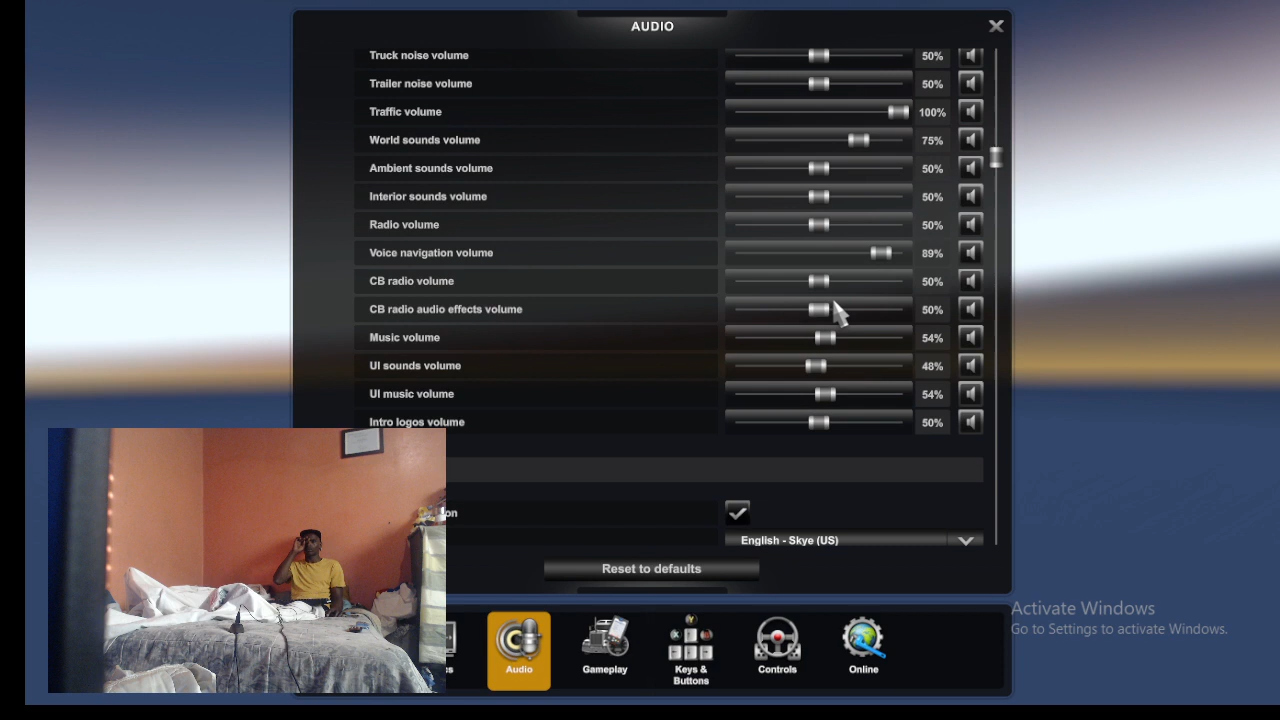 AUDIO
Truck noise volume 50%
Trailer noise volume 50%
Traffic volume 100%
World sounds volume 75%
Ambient sounds volume 50%
Interior sounds volume 50%
Radio volume 50%
Voice navigation volume 89%
CB radio volume 50%
CB radio audio effects volume 50%
Music volume 54%
UI sounds volume 48%
UI music volume 54%
Intro logos volume 50%
on
English - Skye (US)
Reset to defaults
cs
Audio
Gameplay
Keys &
Buttons
Controls
Online
Activate Windows
Go to Settings to activate Windows.